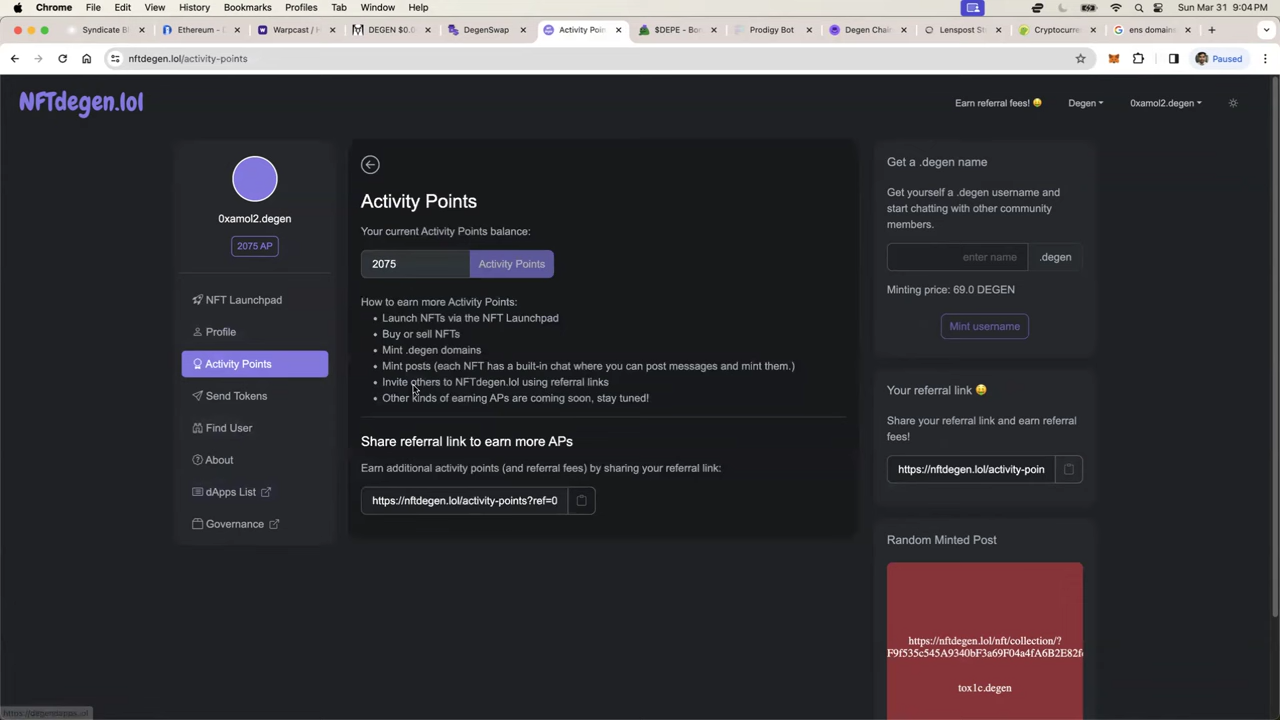 Chrome File Edit View History Bookmarks Profiles Tab Window Help Sun Mar 31 9:04 PM
Syndicate Bl Ethereum - D Warpcast / H DEGEN $0.0 DegenSwap Activity Poin $DEPE - Bon Prodigy Bot Degen Chain Lenspost St Cryptocurre ens domain
nftdegen.lol/activity-points Paused
NFTdegen.lol
Earn referral fees! 😄 Degen 0xamol2.degen
0xamol2.degen
2075 AP
NFT Launchpad
Profile
Activity Points
Send Tokens
Find User
About
dApps List
Governance
Activity Points
Your current Activity Points balance:
2075 Activity Points
How to earn more Activity Points:
• Launch NFTs via the NFT Launchpad
• Buy or sell NFTs
• Mint .degen domains
• Mint posts (each NFT has a built-in chat where you can post messages and mint them.)
• Invite others to NFTdegen.lol using referral links
• Other kinds of earning APs are coming soon, stay tuned!
Share referral link to earn more APs
Earn additional activity points (and referral fees) by sharing your referral link:
https://nftdegen.lol/activity-points?ref=0
Get a .degen name
Get yourself a .degen username and
start chatting with other community
members.
enter name .degen
Minting price: 69.0 DEGEN
Mint username
Your referral link 😄
Share your referral link and earn referral
fees!
https://nftdegen.lol/activity-poin
Random Minted Post
https://nftdegen.lol/nft/collection/?
F9f535c545A9340bF3a69F04a4fA6B2E82f
tox1c.degen